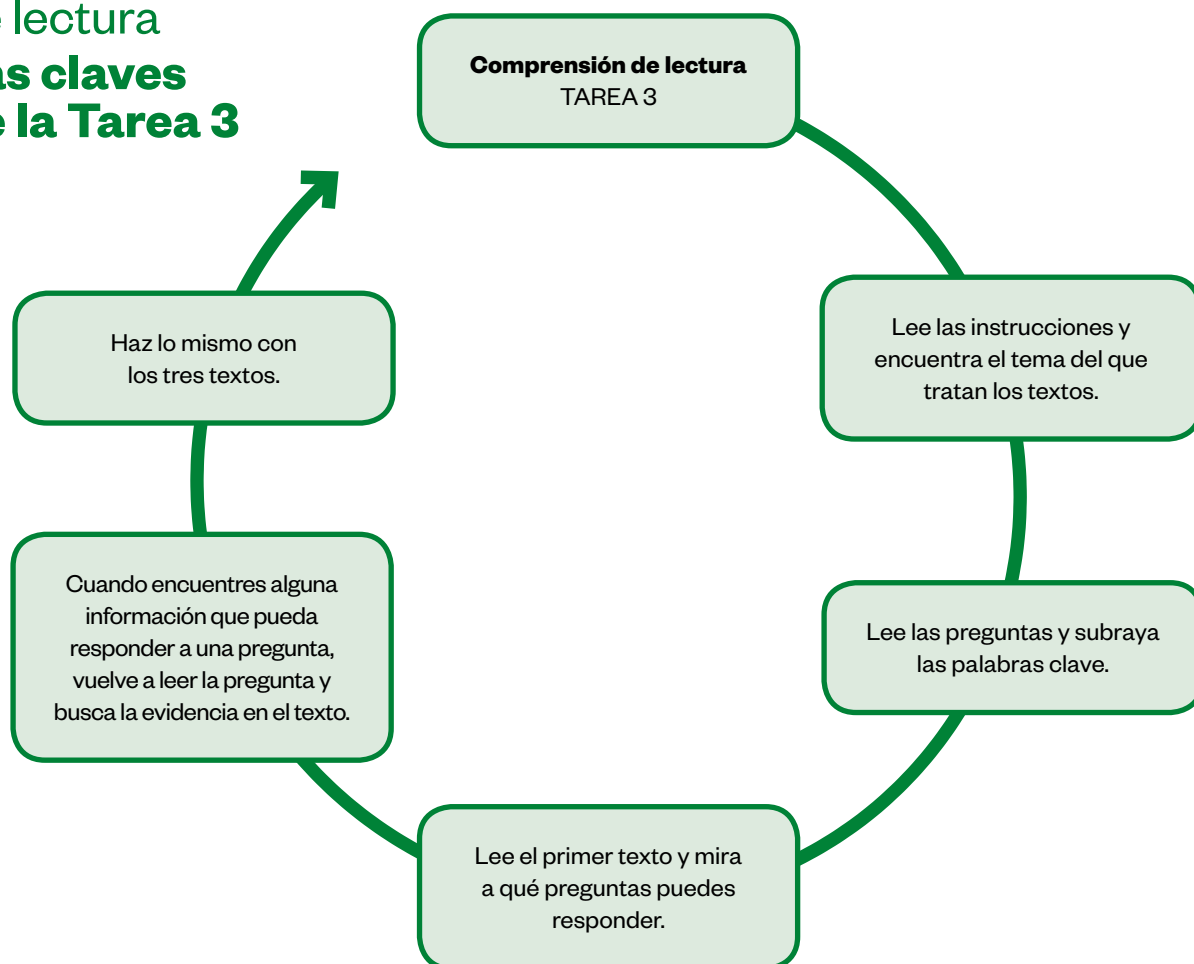 lectura
claves
la Tarea 3
Comprensión de lectura
TAREA 3
Lee las instrucciones y
encuentra el tema del que
tratan los textos.
Lee las preguntas y subraya
las palabras clave.
Lee el primer texto y mira
a qué preguntas puedes
responder.
Cuando encuentres alguna
información que pueda
responder a una pregunta,
vuelve a leer la pregunta y
busca la evidencia en el texto.
Haz lo mismo con
los tres textos.